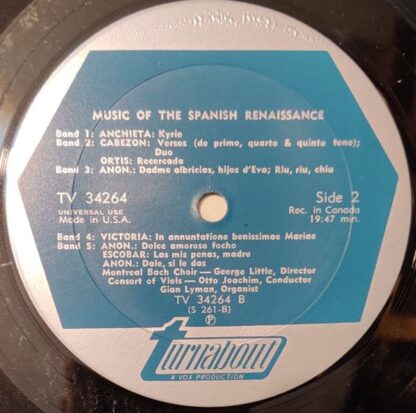 MUSIC OF THE SPANISH RENAISSANCE
Band 1: ANCHIETA: Kyrie
Band 2: CABEZON: Versos (de primo, quarto & quinto tono);
Duo
ORTIS: Recercada
Band 3: ANON.: Dadme albricias, hijos d'Eva; Riu, riu, chiu
TV 34264
UNIVERSAL USE
Made in U.S.A.
Side 2
Rec. in Canada
19:47 min.
Band 4: VICTORIA: In annuntatione benissimae Mariae
Band 5: ANON.: Dolce amoroso focho
ESCOBAR: Las mis penas, madre
ANON.: Dale, si le das
Montreal Bach Choir — George Little, Director
Consort of Viols — Otto Joachim, Conductor
Gian Lyman, Organist
TV 34264 B
(S 261-B)
Ⓟ
turnabout
A VOX PRODUCTION